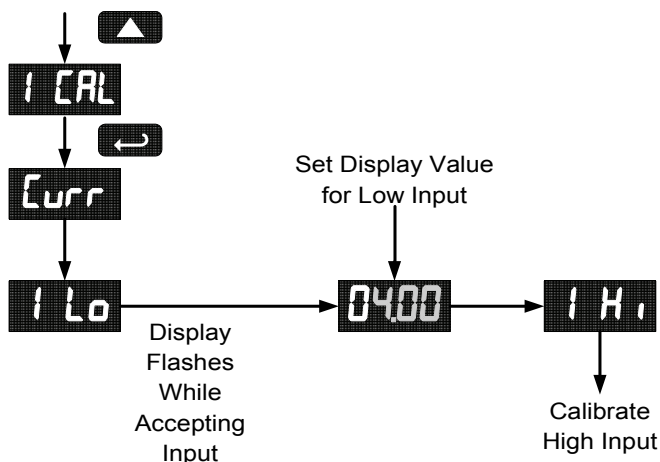 1 CAL
Curr
1 Lo
Display
Flashes
While
Accepting
Input
Set Display Value
for Low Input
04.00
1 Hi
Calibrate
High Input